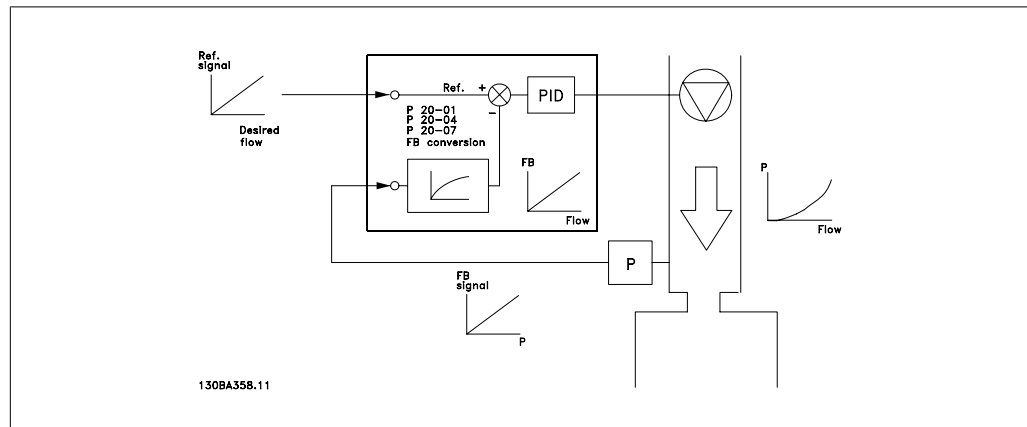 Ref.
signal
Desired
flow
Ref.
+
-
PID
P 20-01
P 20-04
P 20-07
FB conversion
FB
Flow
P
Flow
P
FB
signal
P
130BA358.11